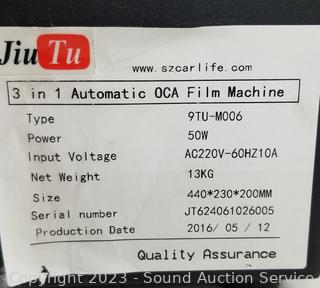 Jiu Tu
www.szcarlife.com
3 in 1 Automatic OCA Film Machine
Type 9TU-M006
Power 50W
Input Voltage AC220V-60HZ10A
Net Weight 13KG
Size 440*230*200MM
Serial number JT624061026005
Production Date 2016/ 05 / 12
Quality Assurance
Copyright © 2023 - Sound Auction Service